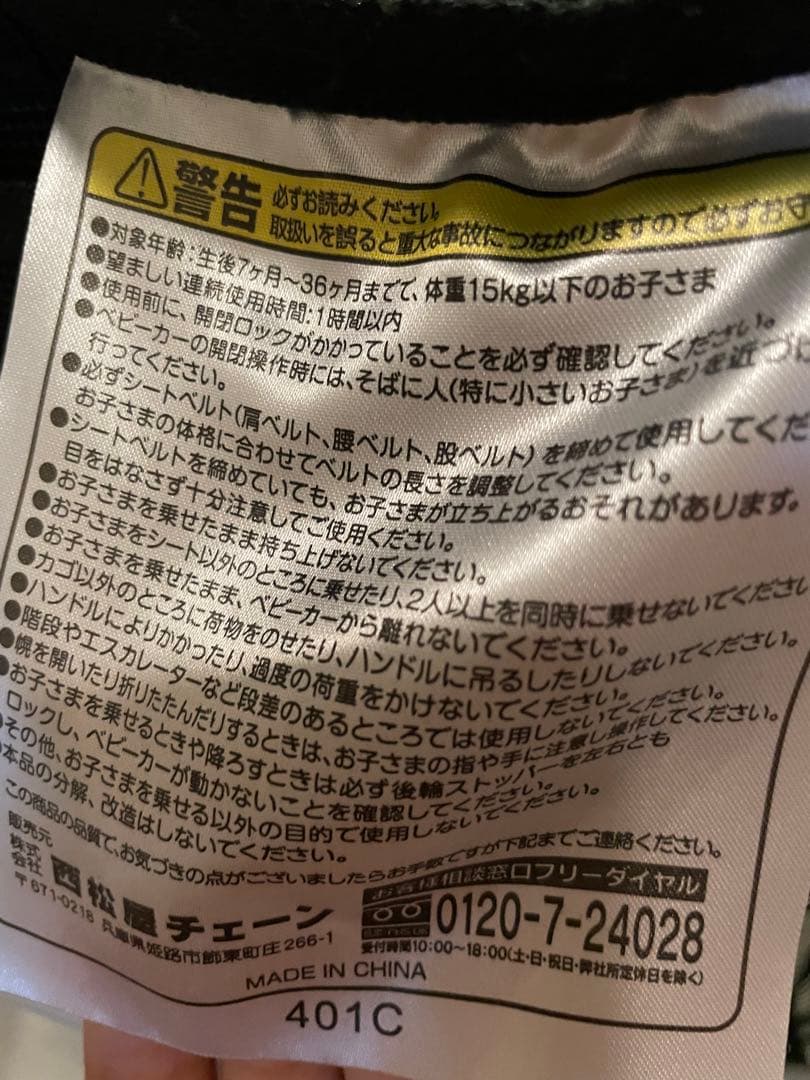 警告 必ずお読みください。
取扱いを誤ると重大な事故につながりますので必ずお守
●対象年齢:生後7ヶ月～36ヶ月までで、体重15kg以下のお子さま
●望ましい連続使用時間:1時間以内
●使用前に、開閉ロックがかかっていることを必ず確認してください。
●ベビーカーの開閉操作時には、そばに人(特に小さいお子さま)を近づけ
行ってください。
●必ずシートベルト(肩ベルト、腰ベルト、股ベルト)を締めて使用してくだ
お子さまの体格に合わせてベルトの長さを調整してください。
●シートベルトを締めていても、お子さまが立ち上がるおそれがあります。
目をはなさず十分注意してご使用ください。
●お子さまを乗せたまま持ち上げないでください。
●お子さまをシート以外のところに乗せたり、2人以上を同時に乗せないでください
●お子さまを乗せたまま、ベビーカーから離れないでください。
●カゴ以外のところに荷物をのせたり、ハンドルに吊るしたりしないでください。
●ハンドルによりかかったり、過度の荷重をかけないでください。
●階段やエスカレーターなど段差のあるところでは使用しないでください。
●幌を開いたり折りたたんだりするときは、お子さまの指や手に注意し操作してください。
●お子さまを乗せるときや降ろすときは必ず後輪ストッパーを左右とも
ロックし、ベビーカーが動かないことを確認してください。
●その他、お子さまを乗せる以外の目的で使用しないでください。
●本品の分解、改造はしないでください。
この商品の品質で、お気づきの点がございましたらお手数ですが下記までご連絡ください。
販売元
株式会社 西松屋チェーン
〒671-0218 兵庫県姫路市飾東町庄266-1
お客様相談窓口フリーダイヤル
0120-7-24028
受付時間10:00～18:00(土・日・祝日・弊社所定休日を除く)
MADE IN CHINA
401C